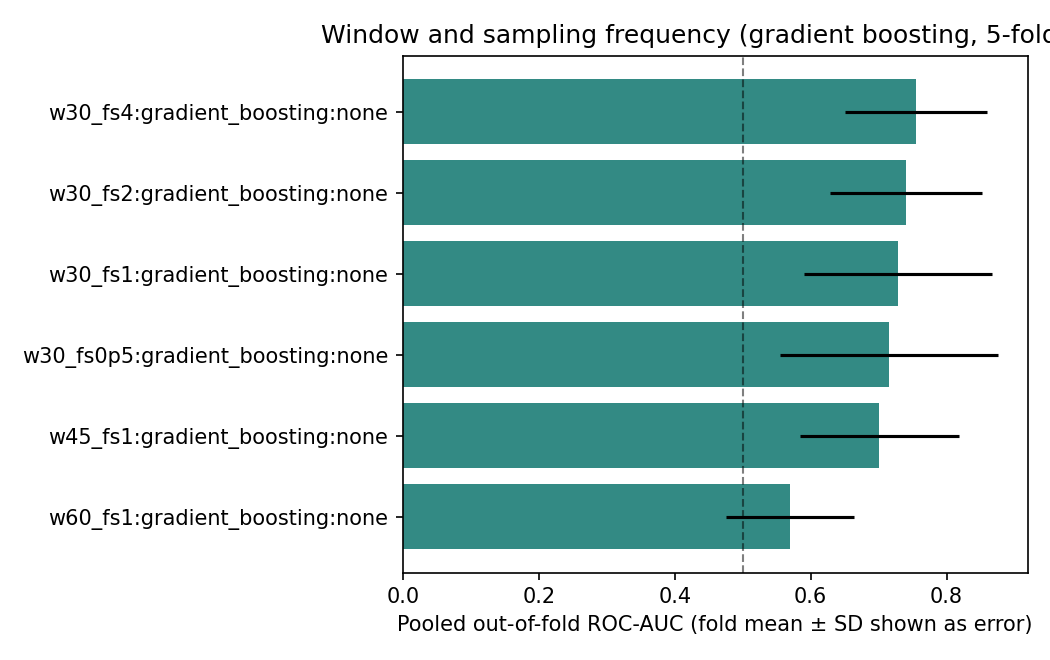 Window and sampling frequency (gradient boosting, 5-fold
w30_fs4:gradient_boosting:none
w30_fs2:gradient_boosting:none
w30_fs1:gradient_boosting:none
w30_fs0p5:gradient_boosting:none
w45_fs1:gradient_boosting:none
w60_fs1:gradient_boosting:none
0.0 0.2 0.4 0.6 0.8
Pooled out-of-fold ROC-AUC (fold mean ± SD shown as error)